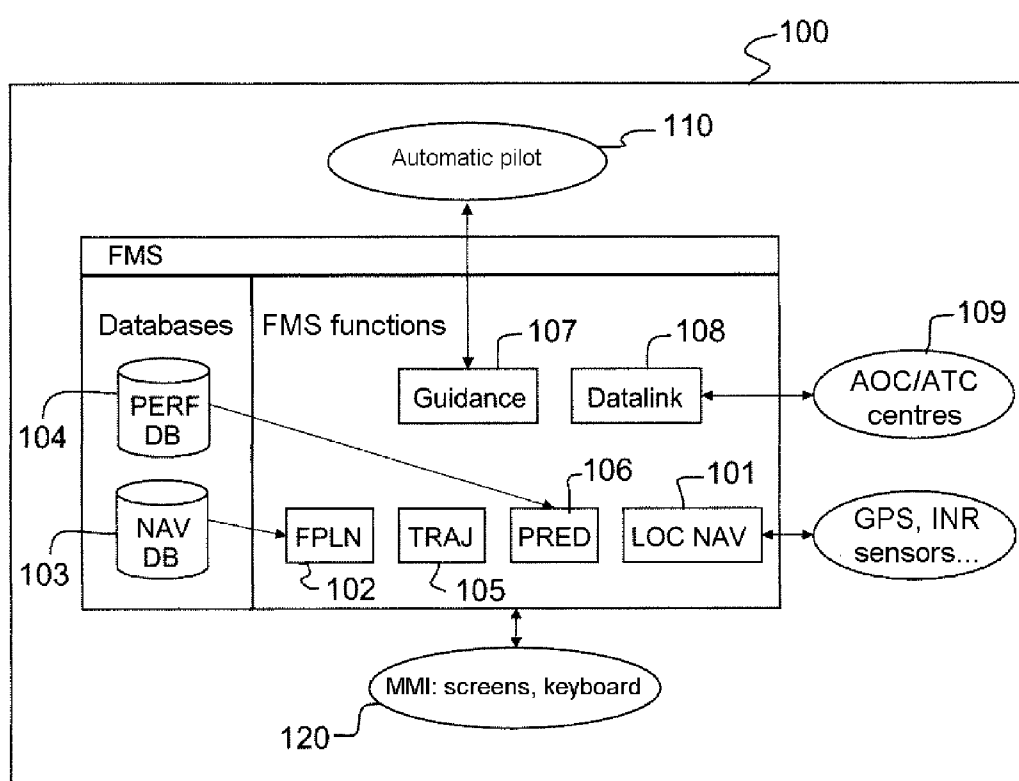 100
110
Automatic pilot
FMS
Databases
FMS functions
107
108
109
Guidance
Datalink
AOC/ATC
centres
PERF
DB
104
106
101
NAV
DB
FPLN
TRAJ
PRED
LOC NAV
GPS, INR
sensors...
103
102
105
MMI: screens, keyboard
120